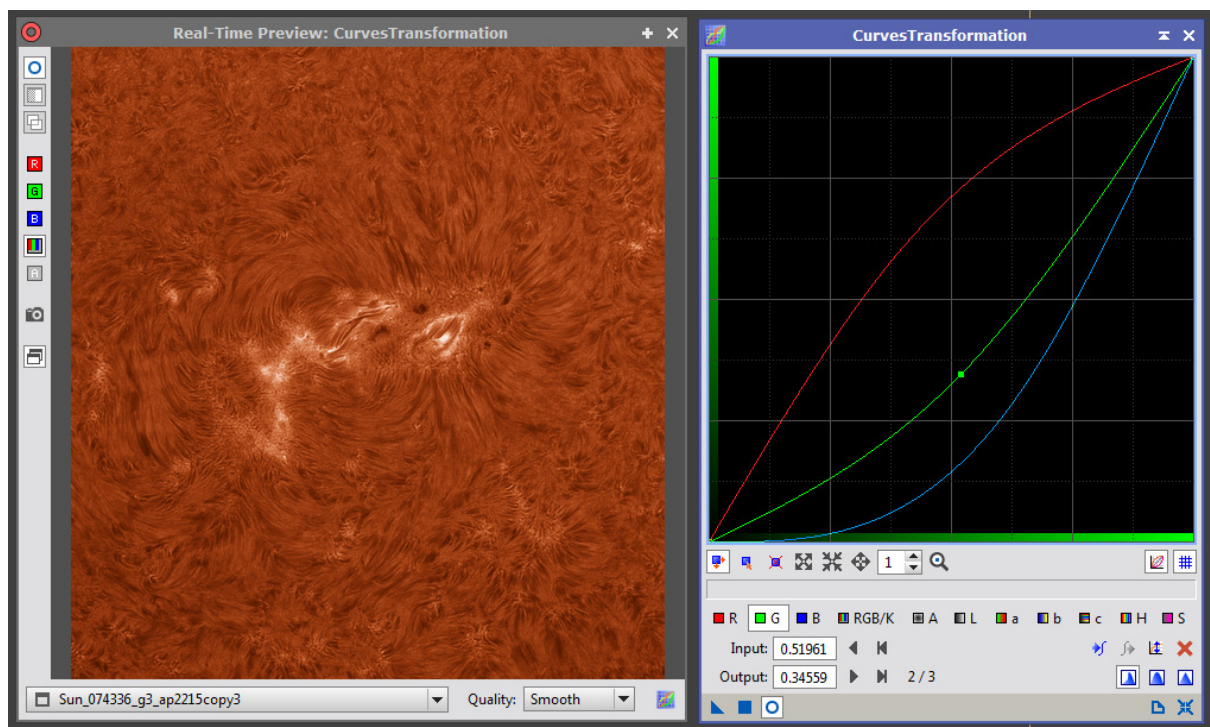 Real-Time Preview: CurvesTransformation
R
G
B
A
Sun_074336_g3_ap2215copy3
Quality: Smooth
CurvesTransformation
1
R G B RGB/K A L a b c H S
Input: 0.51961
Output: 0.34559 2 / 3